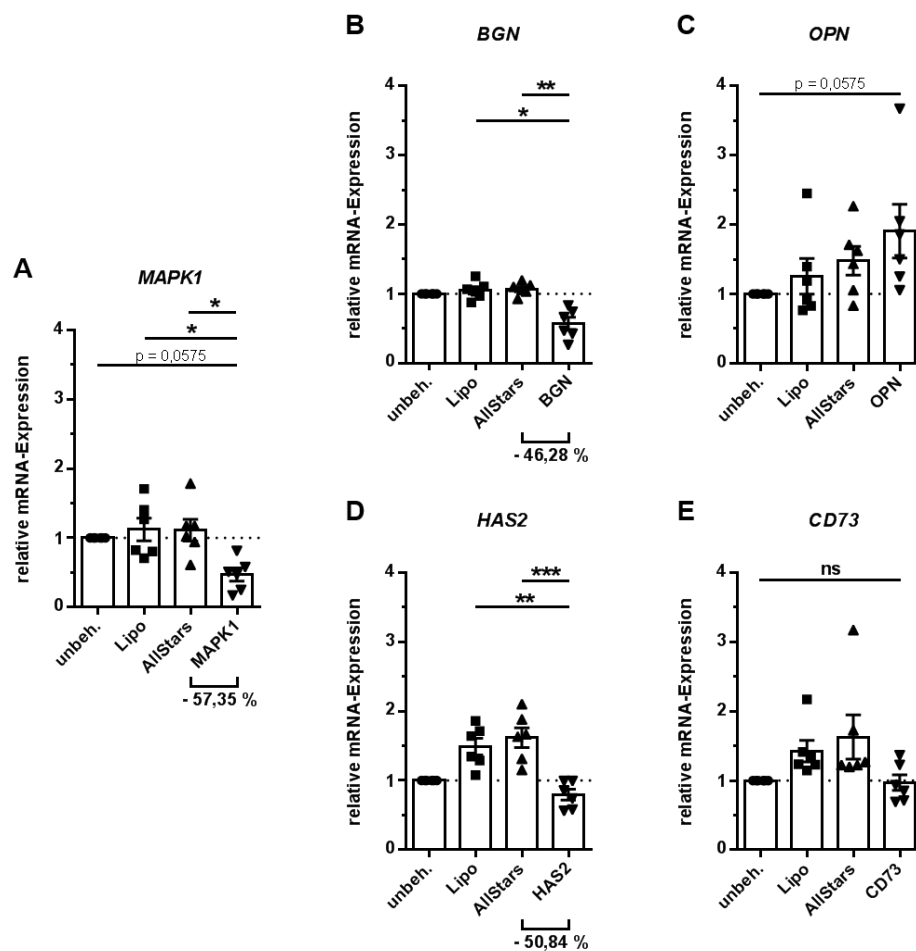 A
MAPK1
*
*
p = 0,0575
relative mRNA-Expression
4
3
2
1
0
unbeh.
Lipo
AllStars
MAPK1
- 57,35 %
B
BGN
**
*
relative mRNA-Expression
4
3
2
1
0
unbeh.
Lipo
AllStars
BGN
- 46,28 %
C
OPN
p = 0,0575
relative mRNA-Expression
4
3
2
1
0
unbeh.
Lipo
AllStars
OPN
D
HAS2
***
**
relative mRNA-Expression
4
3
2
1
0
unbeh.
Lipo
AllStars
HAS2
- 50,84 %
E
CD73
ns
relative mRNA-Expression
4
3
2
1
0
unbeh.
Lipo
AllStars
CD73